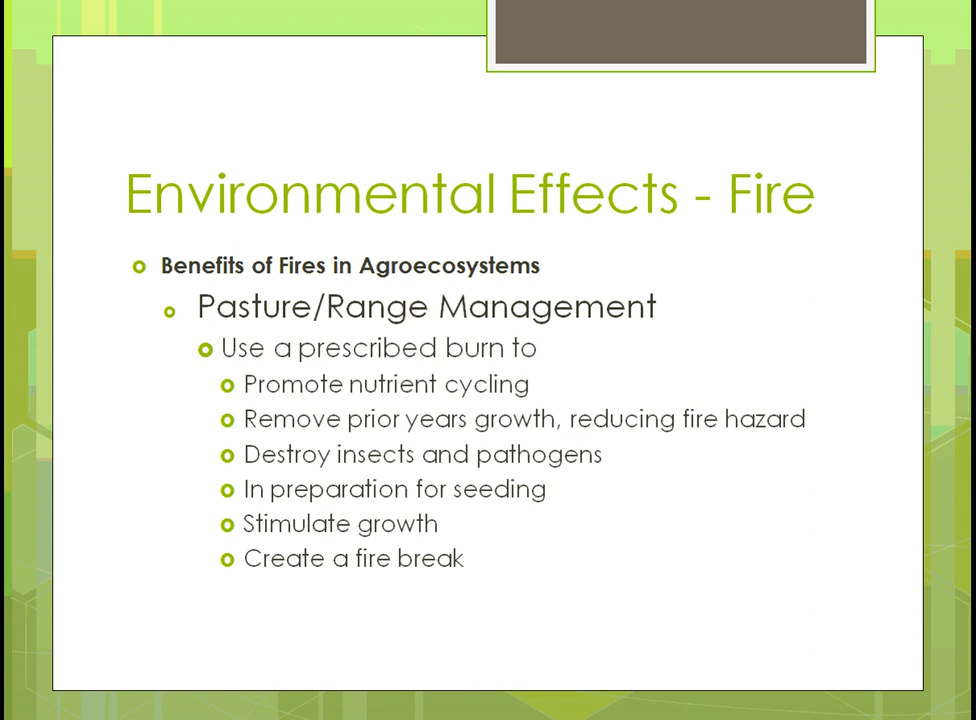 Environmental Effects - Fire
Benefits of Fires in Agroecosystems
Pasture/Range Management
Use a prescribed burn to
Promote nutrient cycling
Remove prior years growth, reducing fire hazard
Destroy insects and pathogens
In preparation for seeding
Stimulate growth
Create a fire break